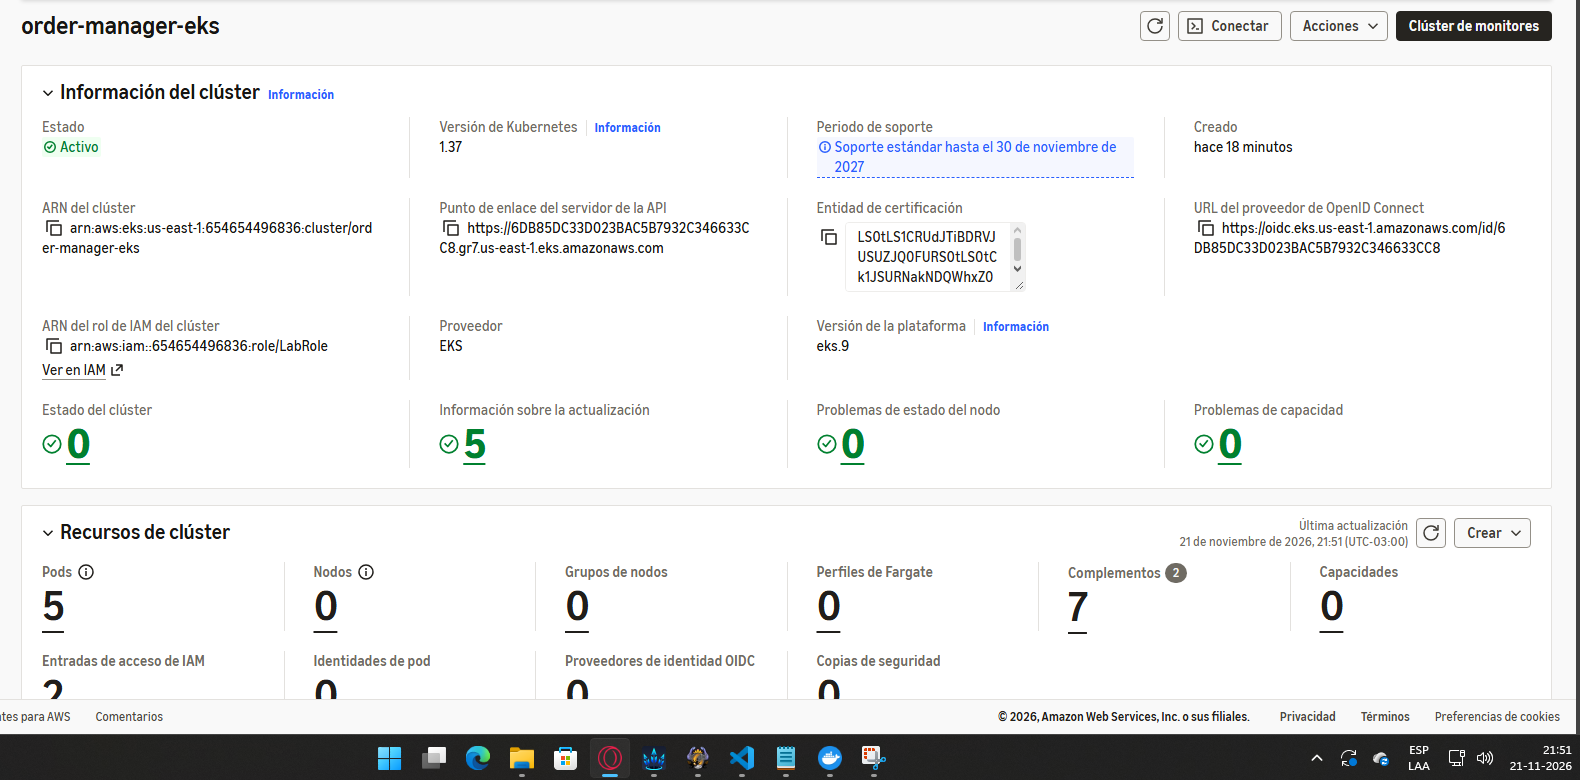 order-manager-eks
Conectar
Acciones
Clúster de monitores
Información del clúster Información
Estado
Activo
Versión de Kubernetes Información
1.37
Periodo de soporte
Soporte estándar hasta el 30 de noviembre de
2027
Creado
hace 18 minutos
ARN del clúster
arn:aws:eks:us-east-1:654654496836:cluster/ord
er-manager-eks
Punto de enlace del servidor de la API
https://6DB85DC33D023BAC5B7932C346633C
C8.gr7.us-east-1.eks.amazonaws.com
Entidad de certificación
LS0tLS1CRUdJTiBDRVJ
USUZJQ0FURS0tLS0tC
k1JSURNakNDQWhxZ0
URL del proveedor de OpenID Connect
https://oidc.eks.us-east-1.amazonaws.com/id/6
DB85DC33D023BAC5B7932C346633CC8
ARN del rol de IAM del clúster
arn:aws:iam::654654496836:role/LabRole
Ver en IAM
Proveedor
EKS
Versión de la plataforma Información
eks.9
Estado del clúster
0
Información sobre la actualización
5
Problemas de estado del nodo
0
Problemas de capacidad
0
Recursos de clúster
Última actualización
21 de noviembre de 2026, 21:51 (UTC-03:00)
Crear
Pods
5
Nodos
0
Grupos de nodos
0
Perfiles de Fargate
0
Complementos 2
7
Capacidades
0
Entradas de acceso de IAM
2
Identidades de pod
0
Proveedores de identidad OIDC
0
Copias de seguridad
0
tes para AWS
Comentarios
© 2026, Amazon Web Services, Inc. o sus filiales.
Privacidad
Términos
Preferencias de cookies
ESP
LAA
21:51
21-11-2026